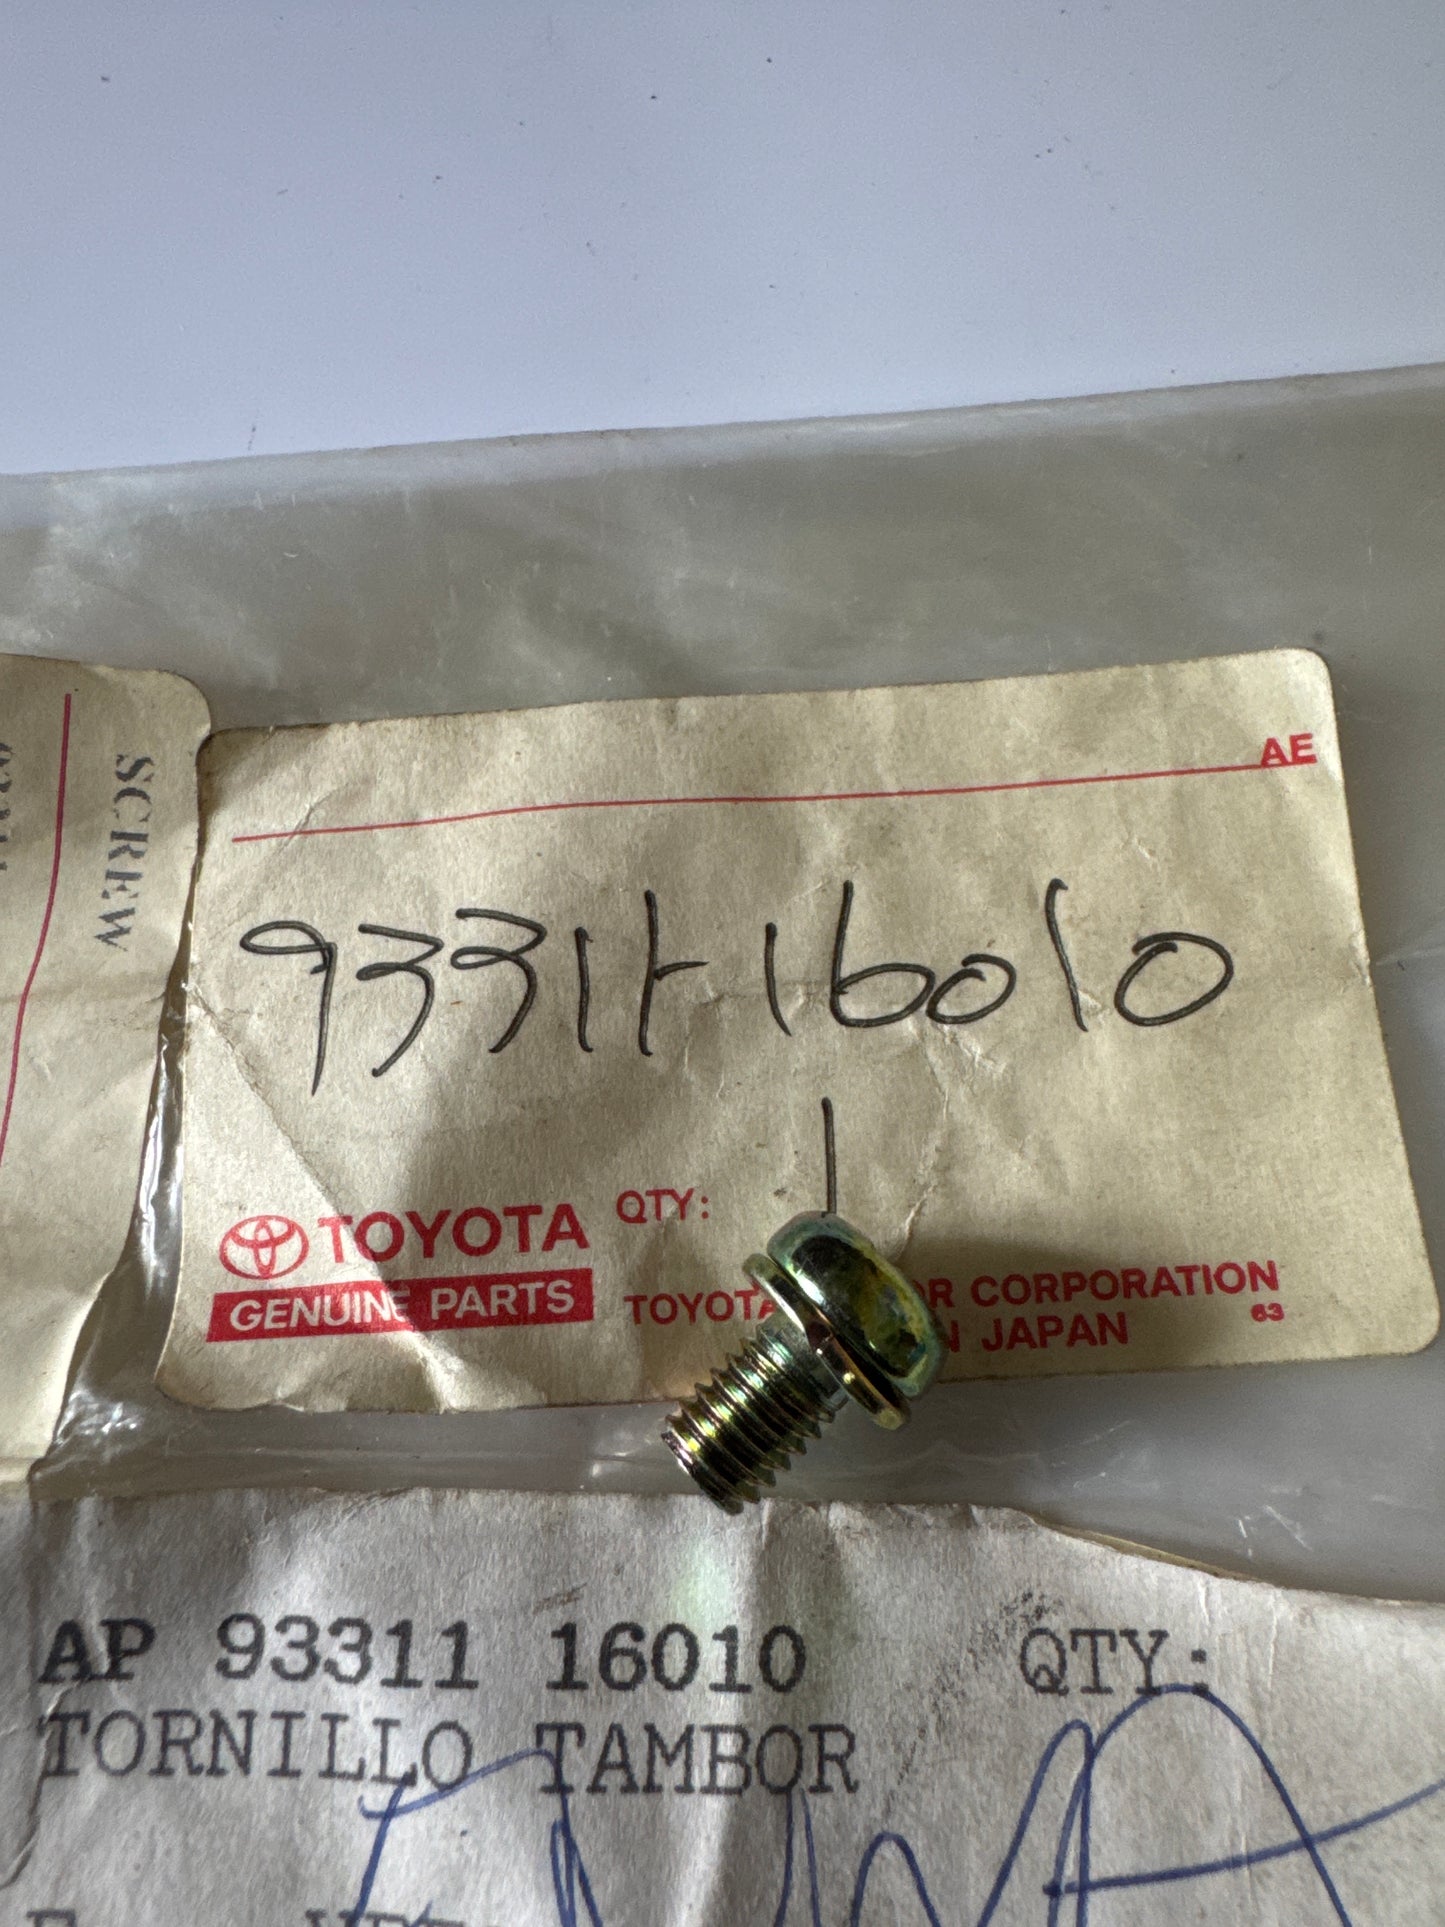 SCREW
AE
93311-16010
TOYOTA QTY: 1
GENUINE PARTS
TOYOTA CORPORATION
JAPAN 63
AP 93311 16010 QTY:
TORNILLO TAMBOR